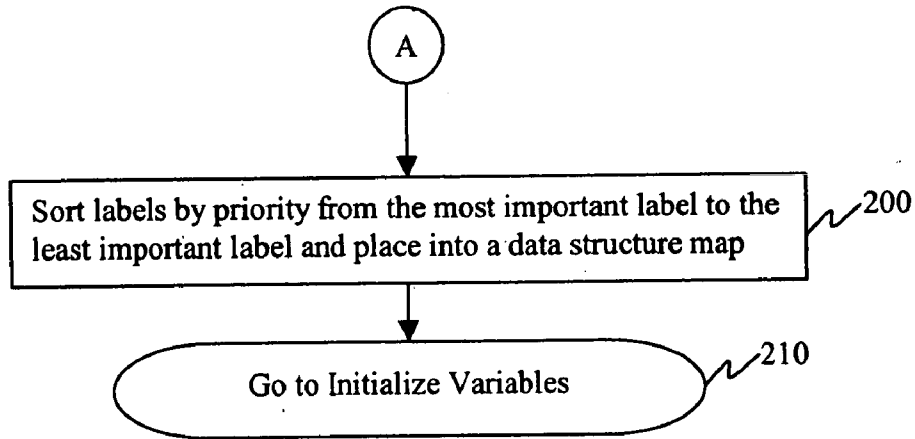 A
Sort labels by priority from the most important label to the
least important label and place into a data structure map
200
Go to Initialize Variables
210